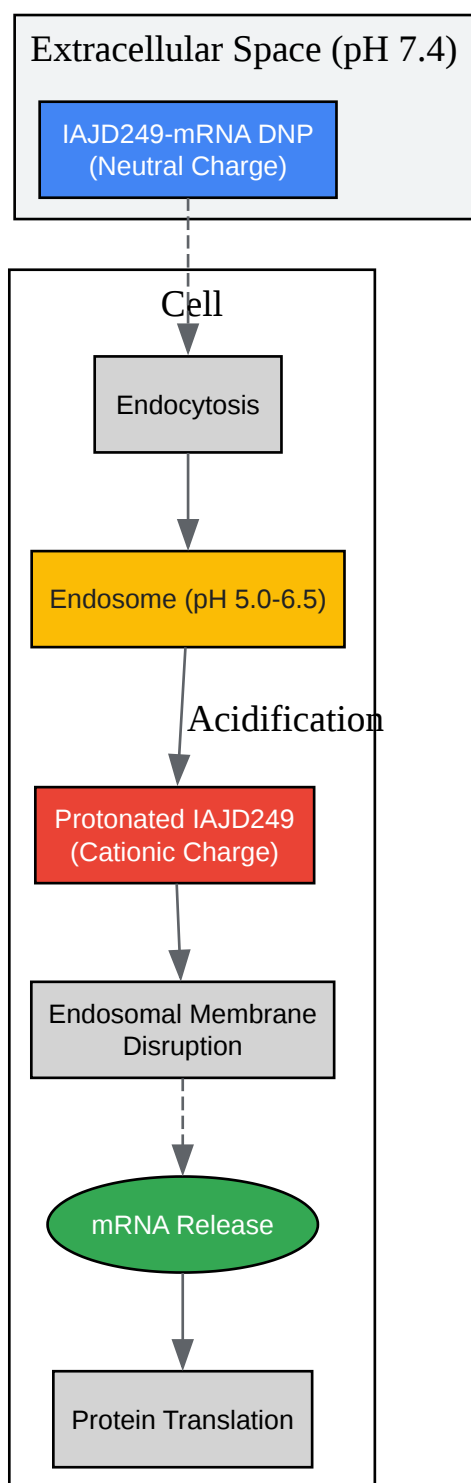 Extracellular Space (pH 7.4)
IAJD249-mRNA DNP
(Neutral Charge)
Cell
Endocytosis
Endosome (pH 5.0-6.5)
Acidification
Protonated IAJD249
(Cationic Charge)
Endosomal Membrane
Disruption
mRNA Release
Protein Translation